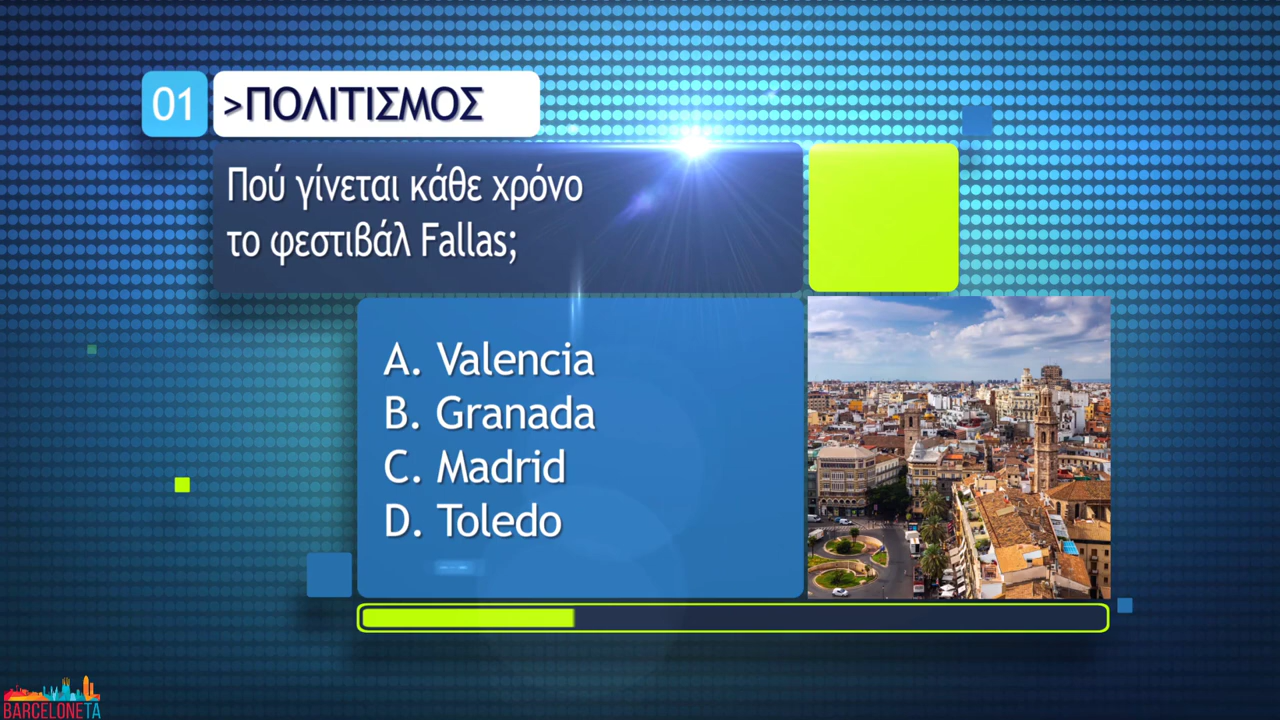 01 >ΠΟΛΙΤΙΣΜΟΣ
Πού γίνεται κάθε χρόνο
το φεστιβάλ Fallas;
A. Valencia
B. Granada
C. Madrid
D. Toledo
BARCELONETA